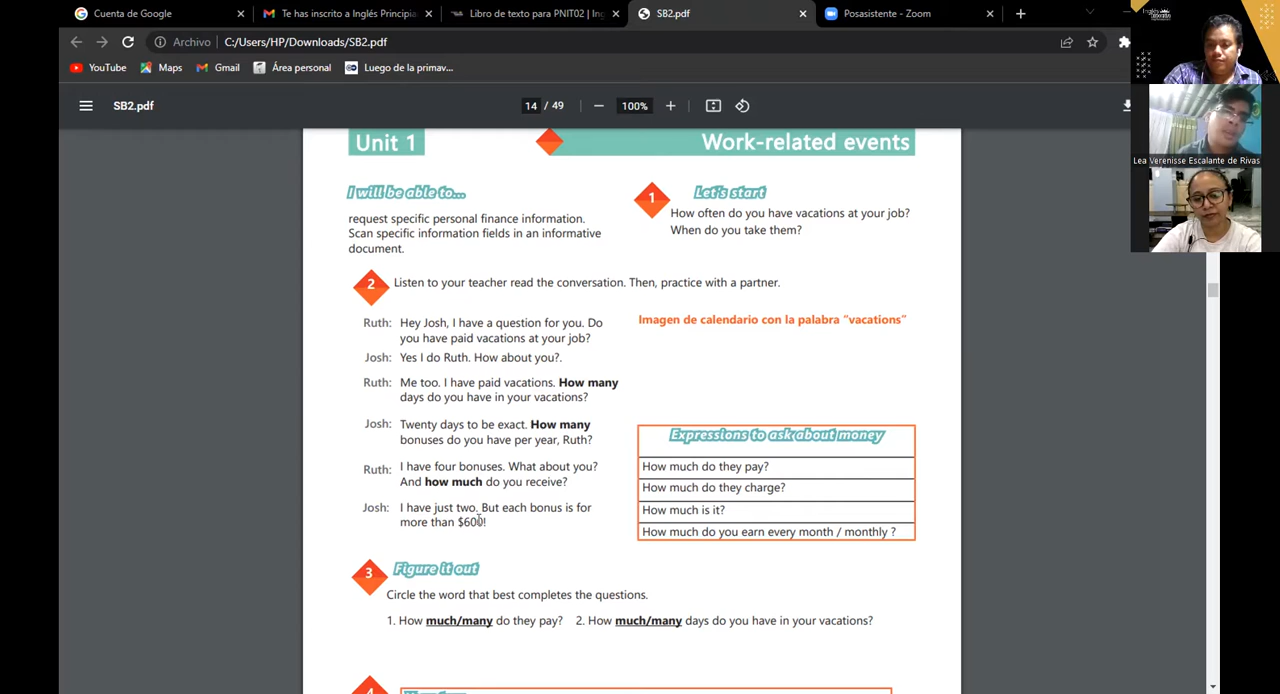 Cuenta de Google
Te has inscrito a Inglés Principia
Libro de texto para PNIT02 | Ing
SB2.pdf
Posasistente - Zoom
Archivo
C:/Users/HP/Downloads/SB2.pdf
YouTube
Maps
Gmail
Área personal
Luego de la primav...
SB2.pdf
14 / 49
100%
Lea Verenisse Escalante de Rivas
Unit 1
Work-related events
I will be able to...
request specific personal finance information.
Scan specific information fields in an informative
document.
1
Let's start
How often do you have vacations at your job?
When do you take them?
2
Listen to your teacher read the conversation. Then, practice with a partner.
Ruth: Hey Josh, I have a question for you. Do
you have paid vacations at your job?
Josh: Yes I do Ruth. How about you?.
Ruth: Me too. I have paid vacations. How many
days do you have in your vacations?
Josh: Twenty days to be exact. How many
bonuses do you have per year, Ruth?
Ruth: I have four bonuses. What about you?
And how much do you receive?
Josh: I have just two. But each bonus is for
more than $600!
Imagen de calendario con la palabra "vacations"
Expressions to ask about money
How much do they pay?
How much do they charge?
How much is it?
How much do you earn every month / monthly ?
3
Figure it out
Circle the word that best completes the questions.
1. How much/many do they pay? 2. How much/many days do you have in your vacations?
4